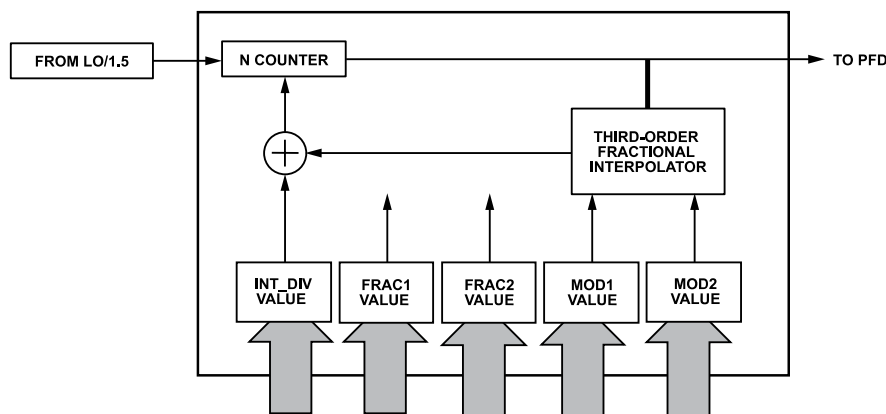 FROM LO/1.5
N COUNTER
TO PFD
THIRD-ORDER
FRACTIONAL
INTERPOLATOR
INT_DIV
VALUE
FRAC1
VALUE
FRAC2
VALUE
MOD1
VALUE
MOD2
VALUE